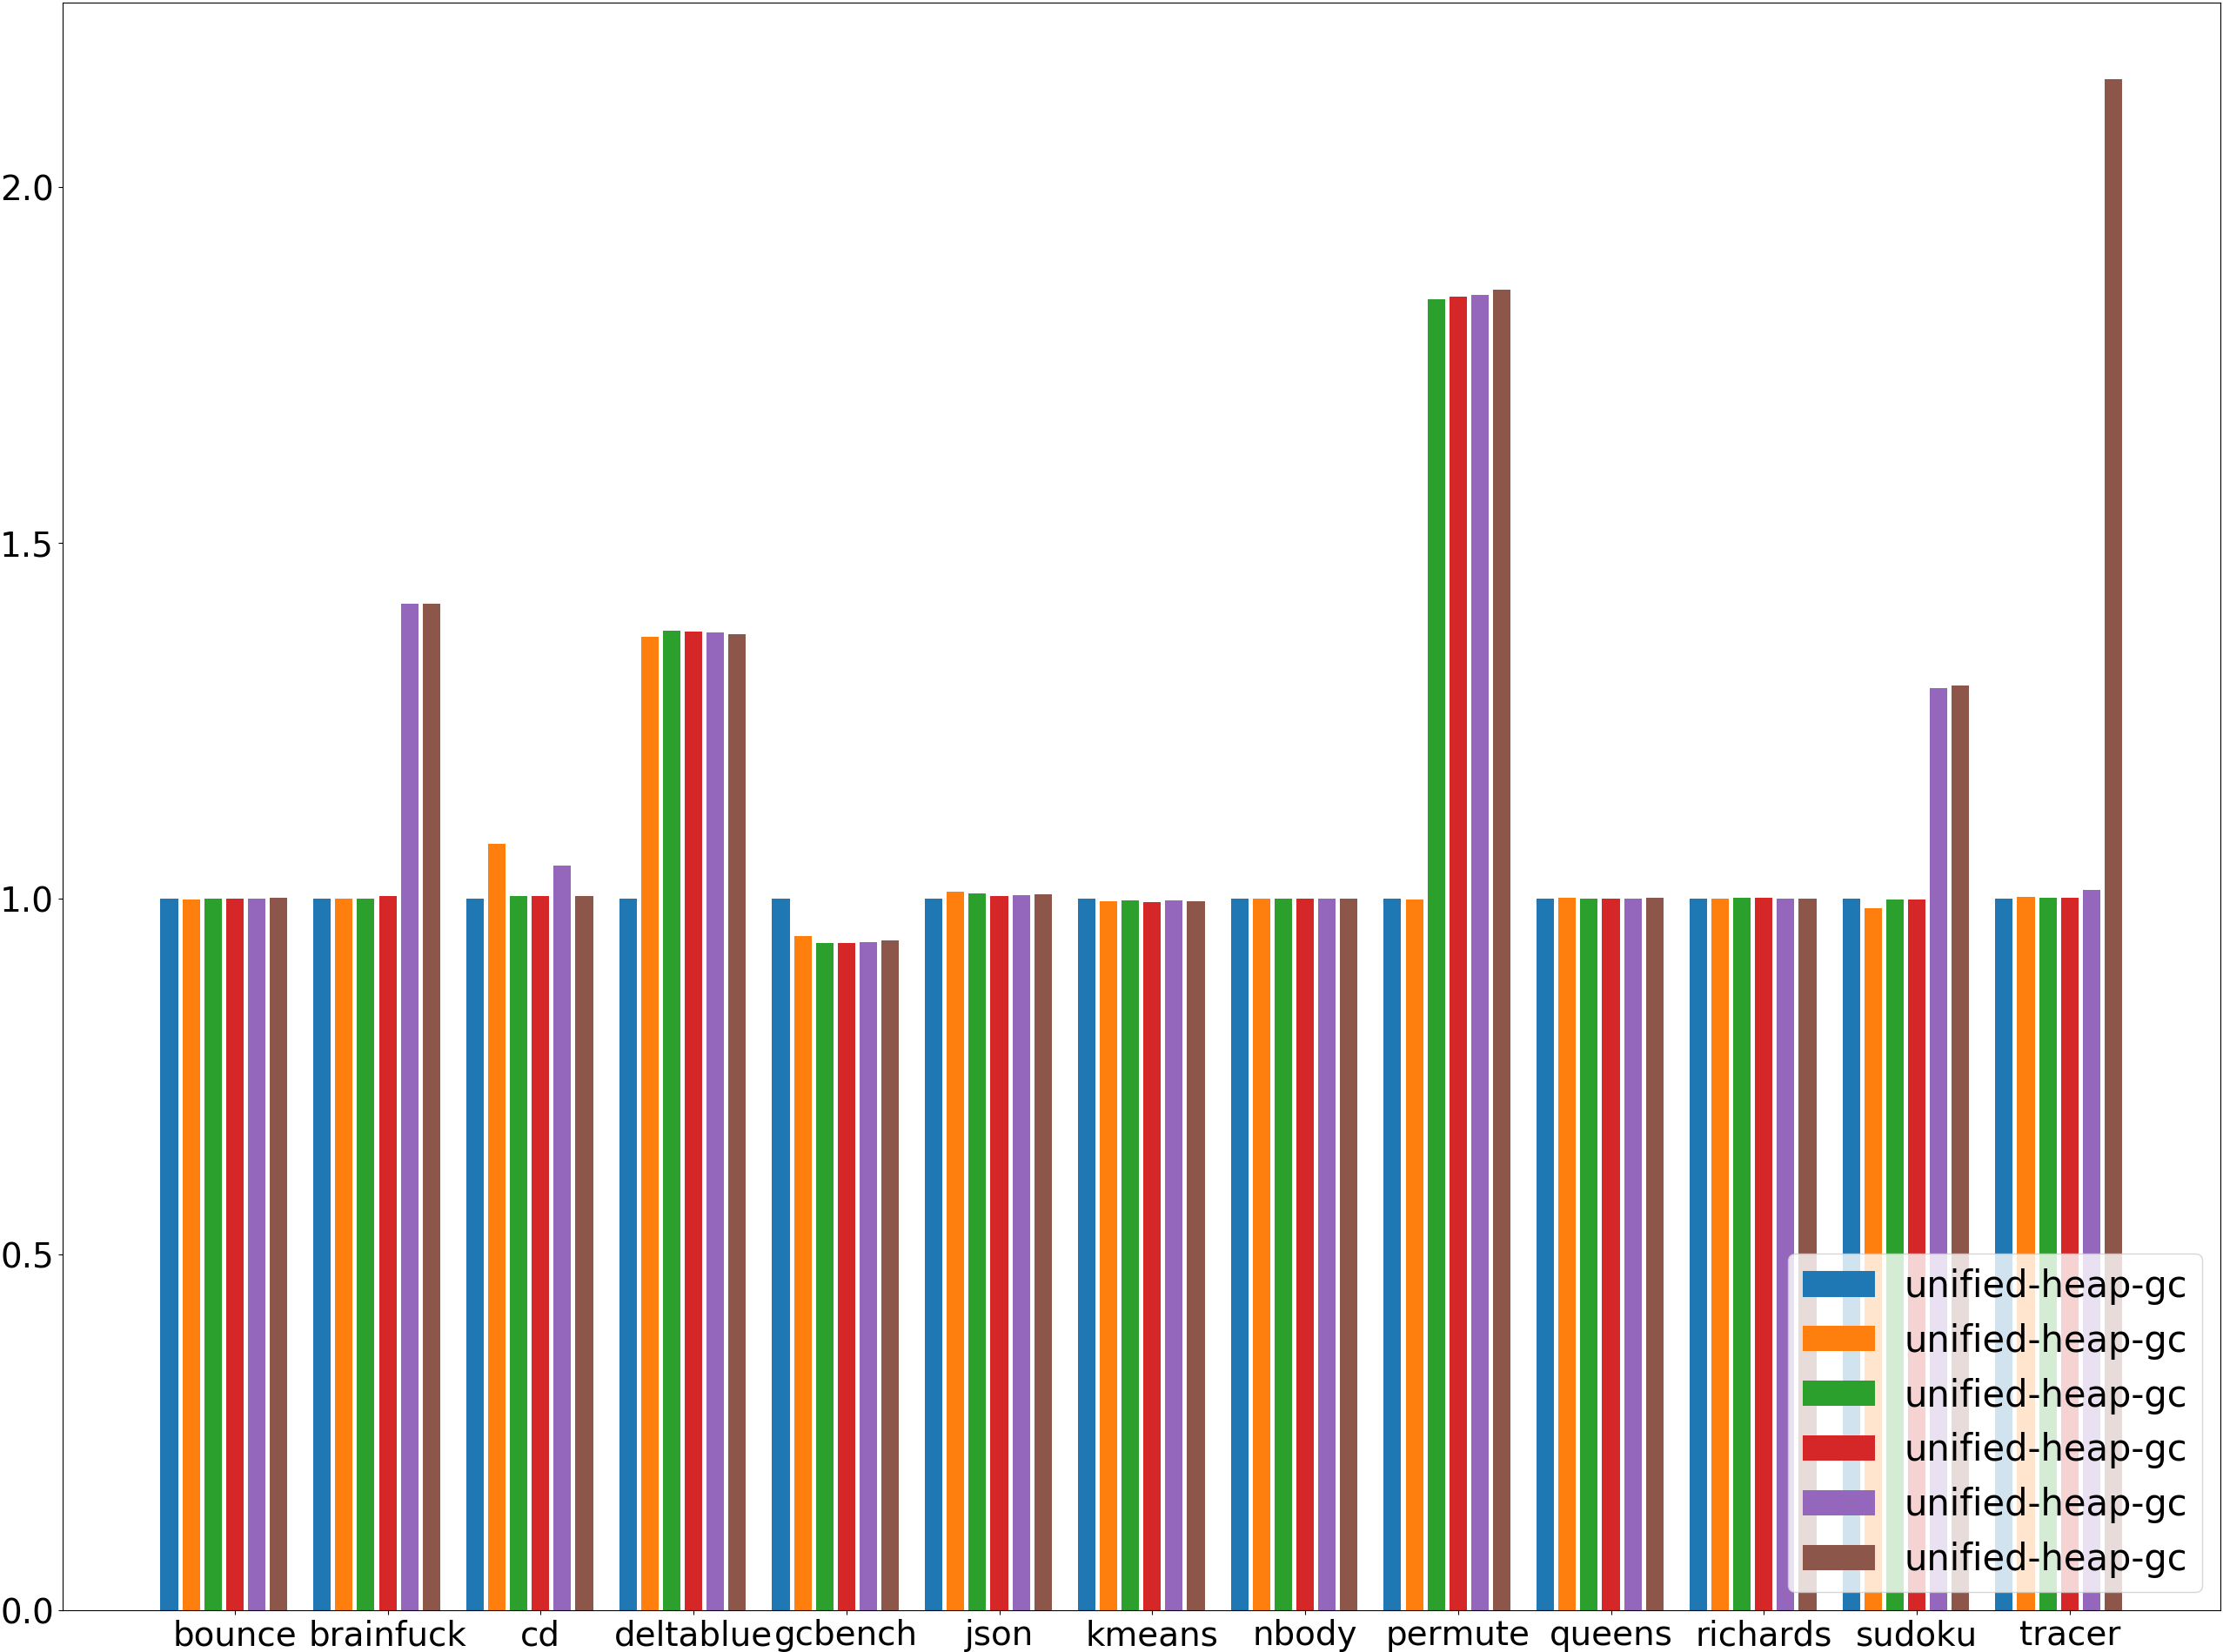 2.0
1.5
1.0
0.5
0.0
bounce brainfuck cd deltablue gcbench json kmeans nbody permute queens richards sudoku tracer
unified-heap-gc
unified-heap-gc
unified-heap-gc
unified-heap-gc
unified-heap-gc
unified-heap-gc